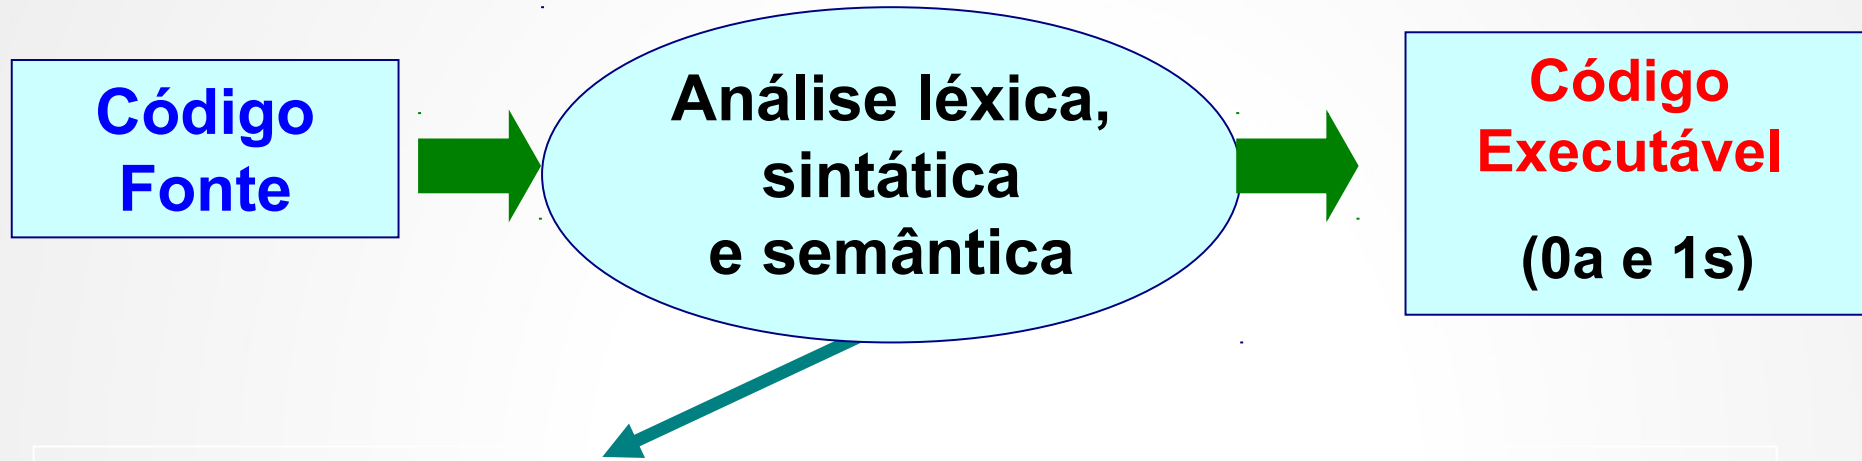 Código
Fonte
Análise léxica,
sintática
e semântica
Código
Executável
(0a e 1s)